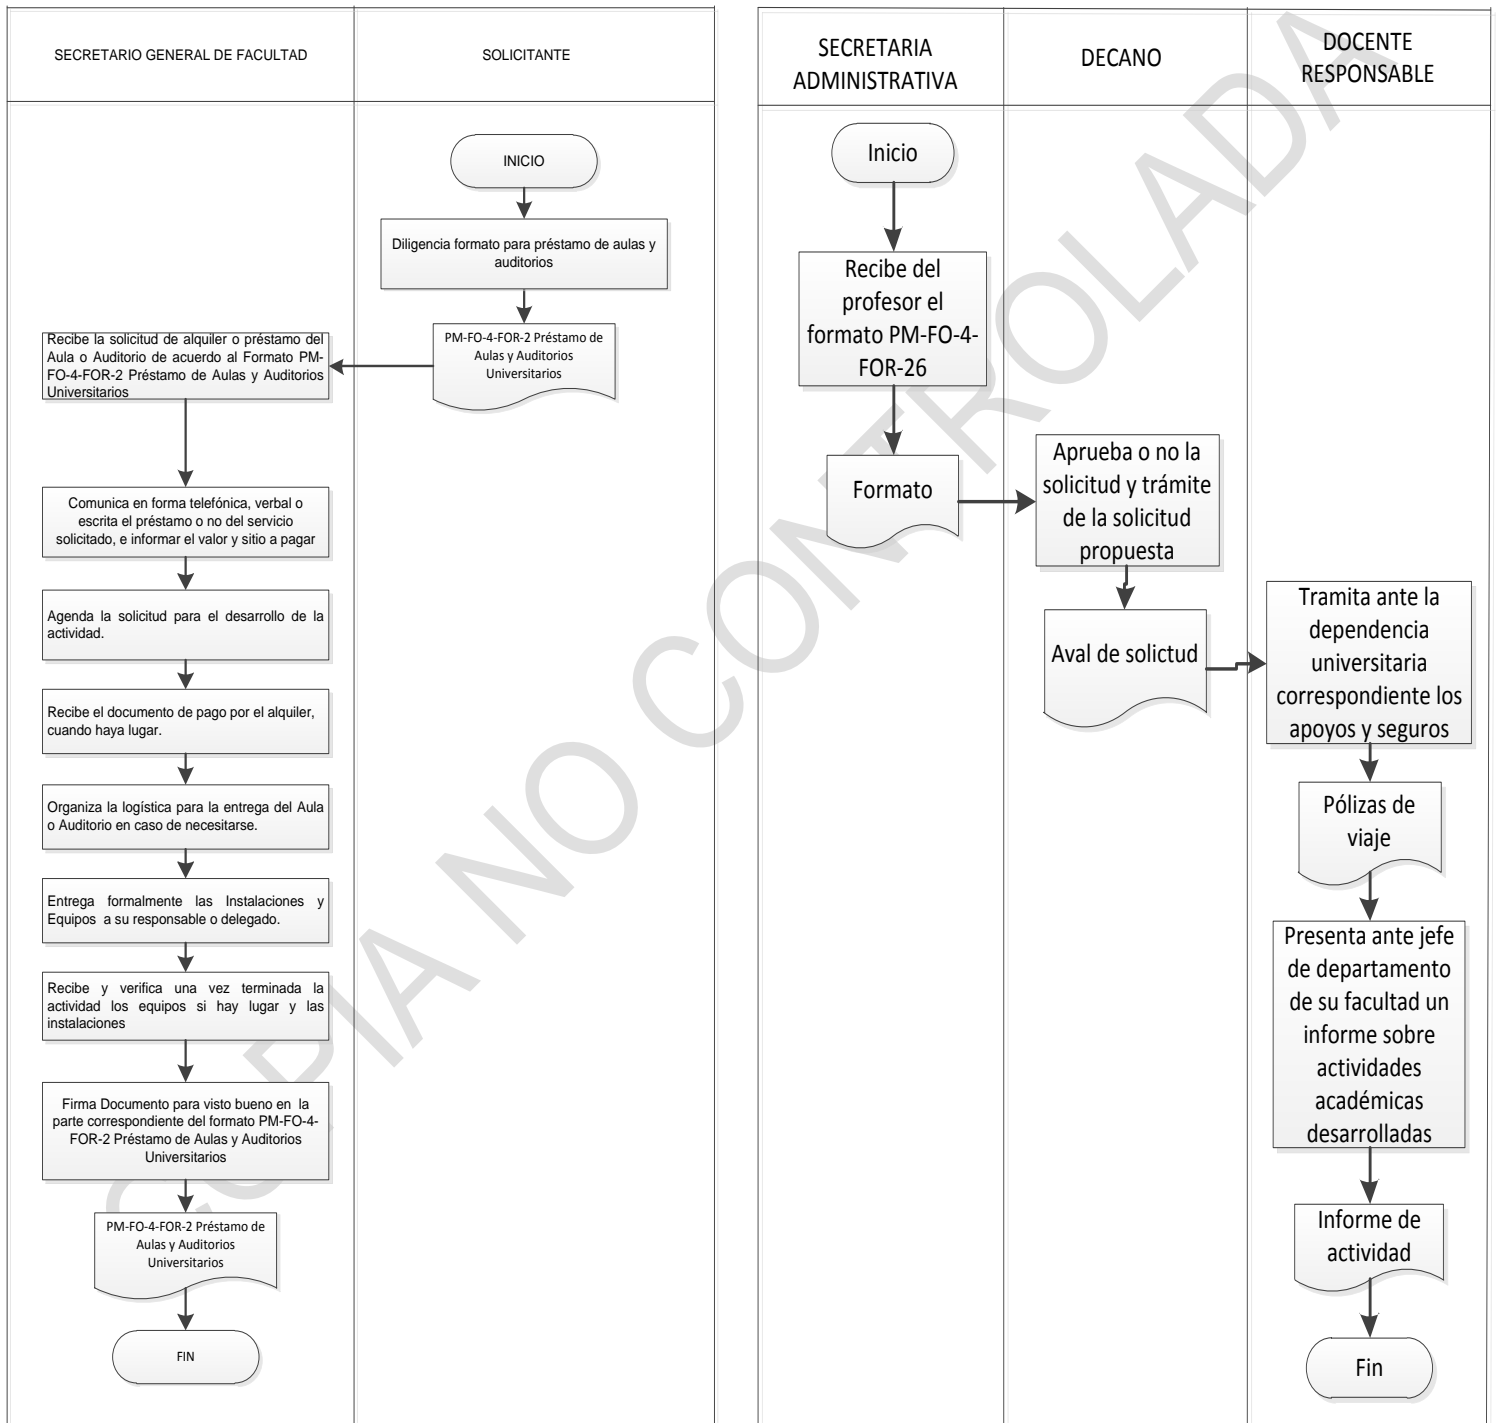 SECRETARIO GENERAL DE FACULTAD
SOLICITANTE
INICIO
Diligencia formato para préstamo de aulas y
auditorios
PM-FO-4-FOR-2 Préstamo de
Aulas y Auditorios
Universitarios
Recibe la solicitud de alquiler o préstamo del
Aula o Auditorio de acuerdo al Formato PM-
FO-4-FOR-2 Préstamo de Aulas y Auditorios
Universitarios
Comunica en forma telefónica, verbal o
escrita el préstamo o no del servicio
solicitado, e informar el valor y sitio a pagar
Agenda la solicitud para el desarrollo de la
actividad.
Recibe el documento de pago por el alquiler,
cuando haya lugar.
Organiza la logística para la entrega del Aula
o Auditorio en caso de necesitarse.
Entrega formalmente las Instalaciones y
Equipos a su responsable o delegado.
Recibe y verifica una vez terminada la
actividad los equipos si hay lugar y las
instalaciones
Firma Documento para visto bueno en la
parte correspondiente del formato PM-FO-4-
FOR-2 Préstamo de Aulas y Auditorios
Universitarios
PM-FO-4-FOR-2 Préstamo de
Aulas y Auditorios
Universitarios
FIN
SECRETARIA
ADMINISTRATIVA
DECANO
DOCENTE
RESPONSABLE
Inicio
Recibe del
profesor el
formato PM-FO-4-
FOR-26
Formato
Aprueba o no la
solicitud y trámite
de la solicitud
propuesta
Aval de solictud
Tramita ante la
dependencia
universitaria
correspondiente los
apoyos y seguros
Pólizas de
viaje
Presenta ante jefe
de departamento
de su facultad un
informe sobre
actividades
académicas
desarrolladas
Informe de
actividad
Fin
COPIA NO CONTROLADA